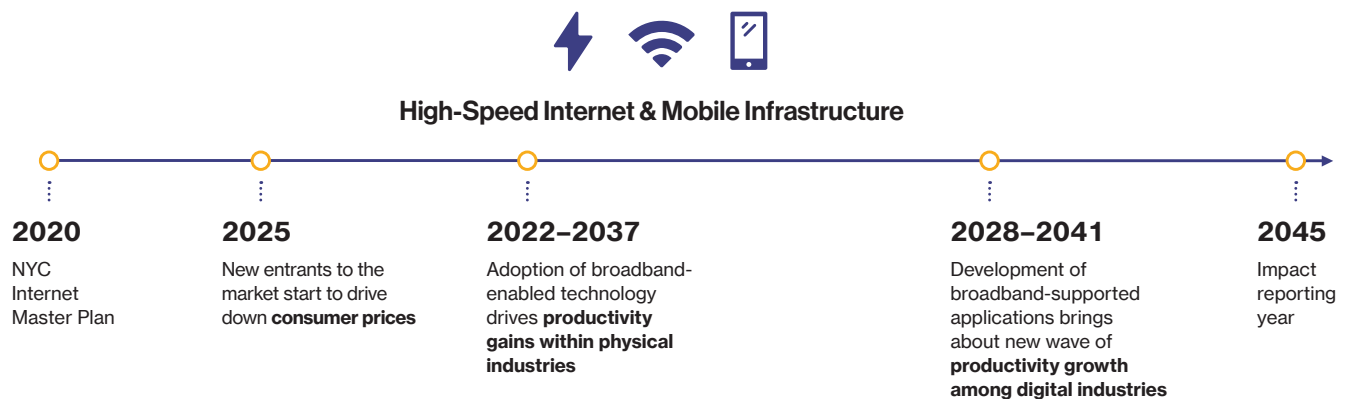 High-Speed Internet & Mobile Infrastructure
2020
NYC
Internet
Master Plan
2025
New entrants to the
market start to drive
down consumer prices
2022–2037
Adoption of broadband-
enabled technology
drives productivity
gains within physical
industries
2028–2041
Development of
broadband-supported
applications brings
about new wave of
productivity growth
among digital industries
2045
Impact
reporting
year